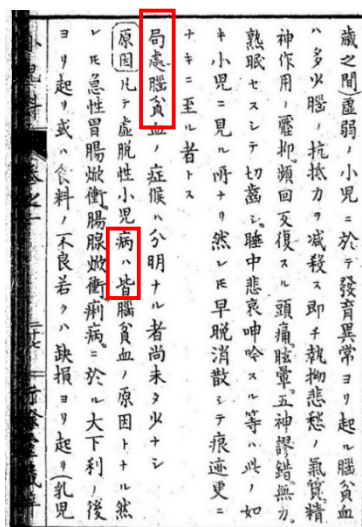 歳之間)虚弱ノ小児ニ於テ發育異常ヨリ起ル腦貧血
ハ多少腦ノ抵抗力ヲ減殺ス即チ執拗悲愁ノ氣質精
神作用ノ壓抑頻回反復スル頭痛眩暈五神謬錯無力
熟眠セスシテ切齒シ睡中悲哀呻吟スル等ハ此ノ如
キ小児ニ見ル所ナリ然レ𪜈早脱消散シテ痕迹更ニ
ナキニ至ル者トス
局處腦貧血ノ症候ハ分明ナル者尚未タ少ナシ
原因 凡テ虚脱性小児病ハ皆腦貧血ノ原因トナル然
レ𪜈急性胃腸焮衝腸腺焮衝痢病ニ於ル大下利ノ後
ヨリ起リ或ハ食料ノ不良若クハ缺損ヨリ起リ(乳児